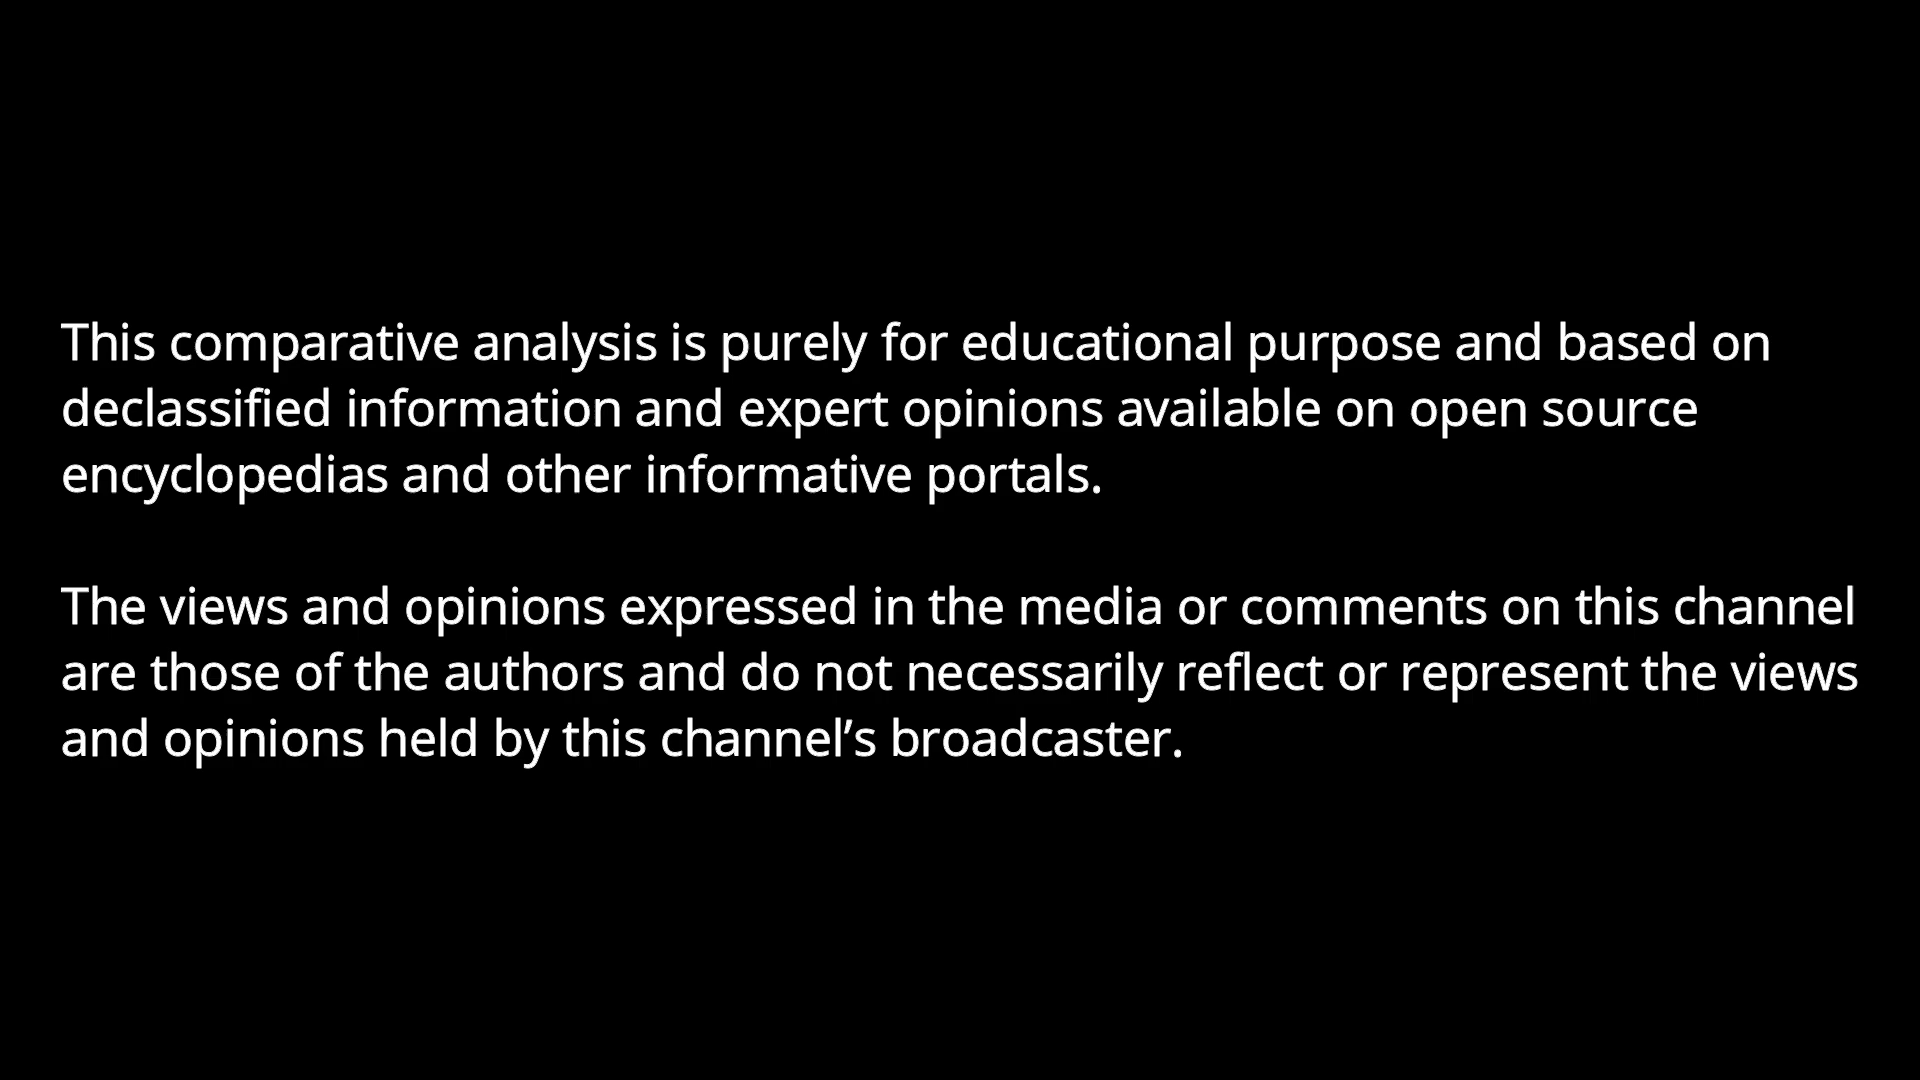 This comparative analysis is purely for educational purpose and based on
declassified information and expert opinions available on open source
encyclopedias and other informative portals.
The views and opinions expressed in the media or comments on this channel
are those of the authors and do not necessarily reflect or represent the views
and opinions held by this channel’s broadcaster.